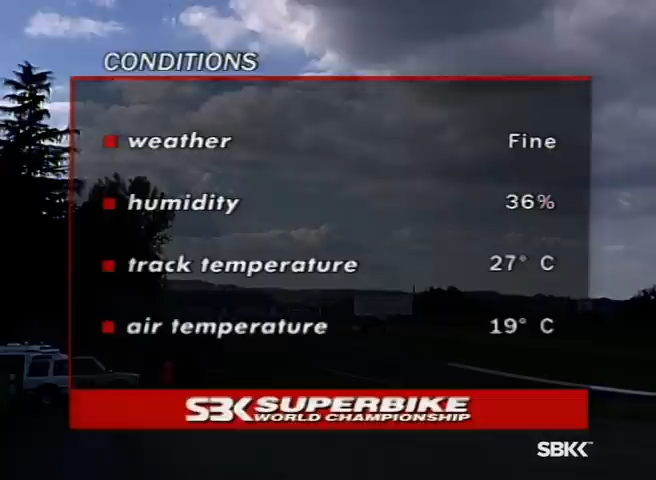 CONDITIONS
weather Fine
humidity 36%
track temperature 27° C
air temperature 19° C
SBK SUPERBIKE
WORLD CHAMPIONSHIP
SBK